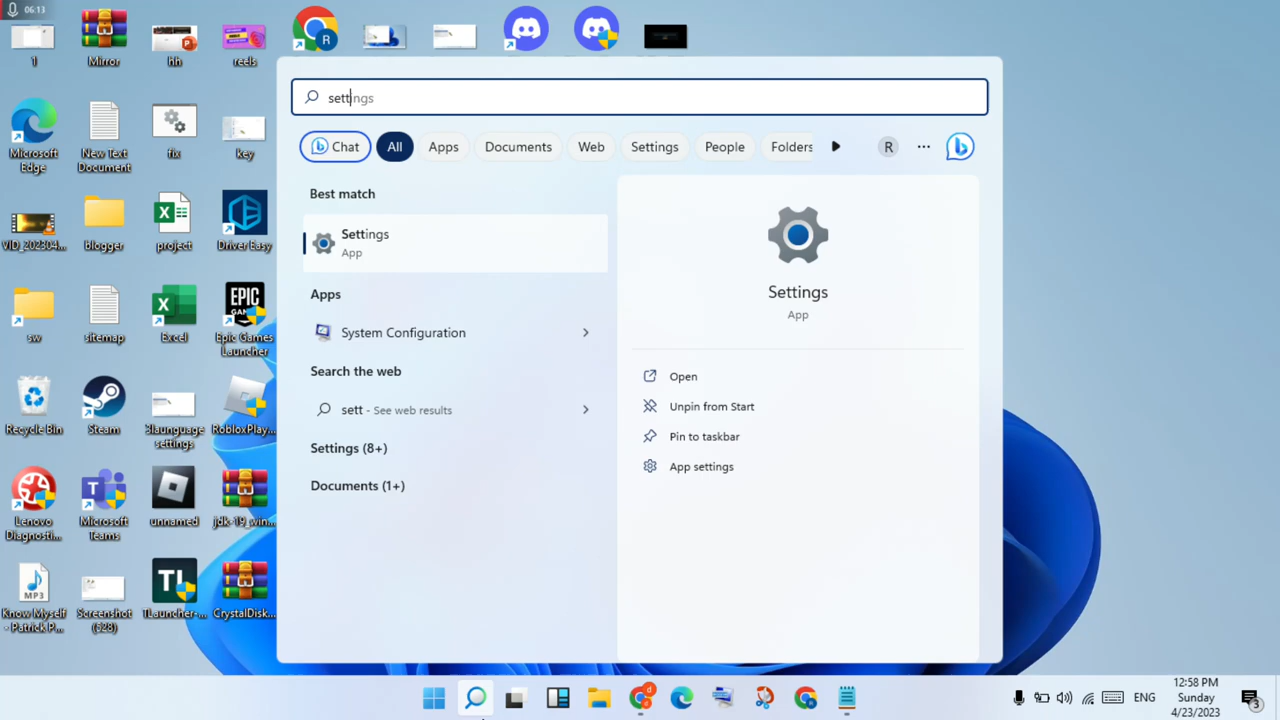 06:13
1
Mirror
hh
reels
Microsoft
Edge
New Text
Document
fix
key
VID_202304...
blogger
project
Driver Easy
sw
sitemap
Excel
Epic Games
Launcher
Recycle Bin
Steam
3launguage
settings
RobloxPlay...
Lenovo
Diagnosti...
Microsoft
Teams
unnamed
jdk-19_win...
Know Myself
- Patrick P...
Screenshot
(528)
TLauncher-...
CrystalDisk...
settings
Chat
All
Apps
Documents
Web
Settings
People
Folders
R
Best match
Settings
App
Apps
System Configuration
Search the web
sett - See web results
Settings (8+)
Documents (1+)
Settings
App
Open
Unpin from Start
Pin to taskbar
App settings
ENG
12:58 PM
Sunday
4/23/2023
3